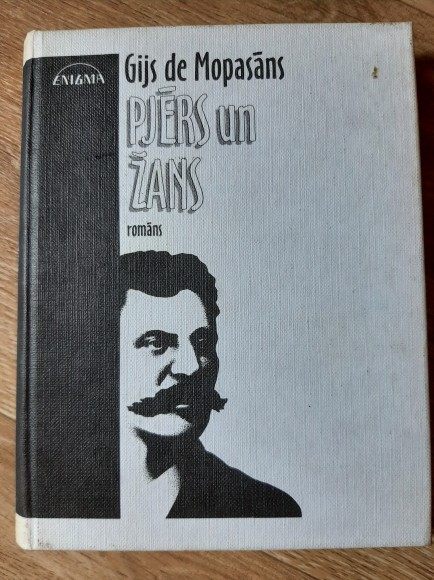 ENIGMA
Gijs de Mopasāns
PJĒRS un
ŽANS
romāns